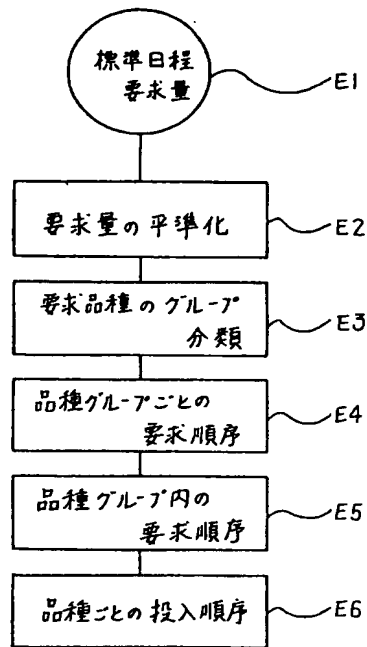 標準日程
要求量
E1
要求量の平準化
E2
要求品種のグループ
分類
E3
品種グループごとの
要求順序
E4
品種グループ内の
要求順序
E5
品種ごとの投入順序
E6